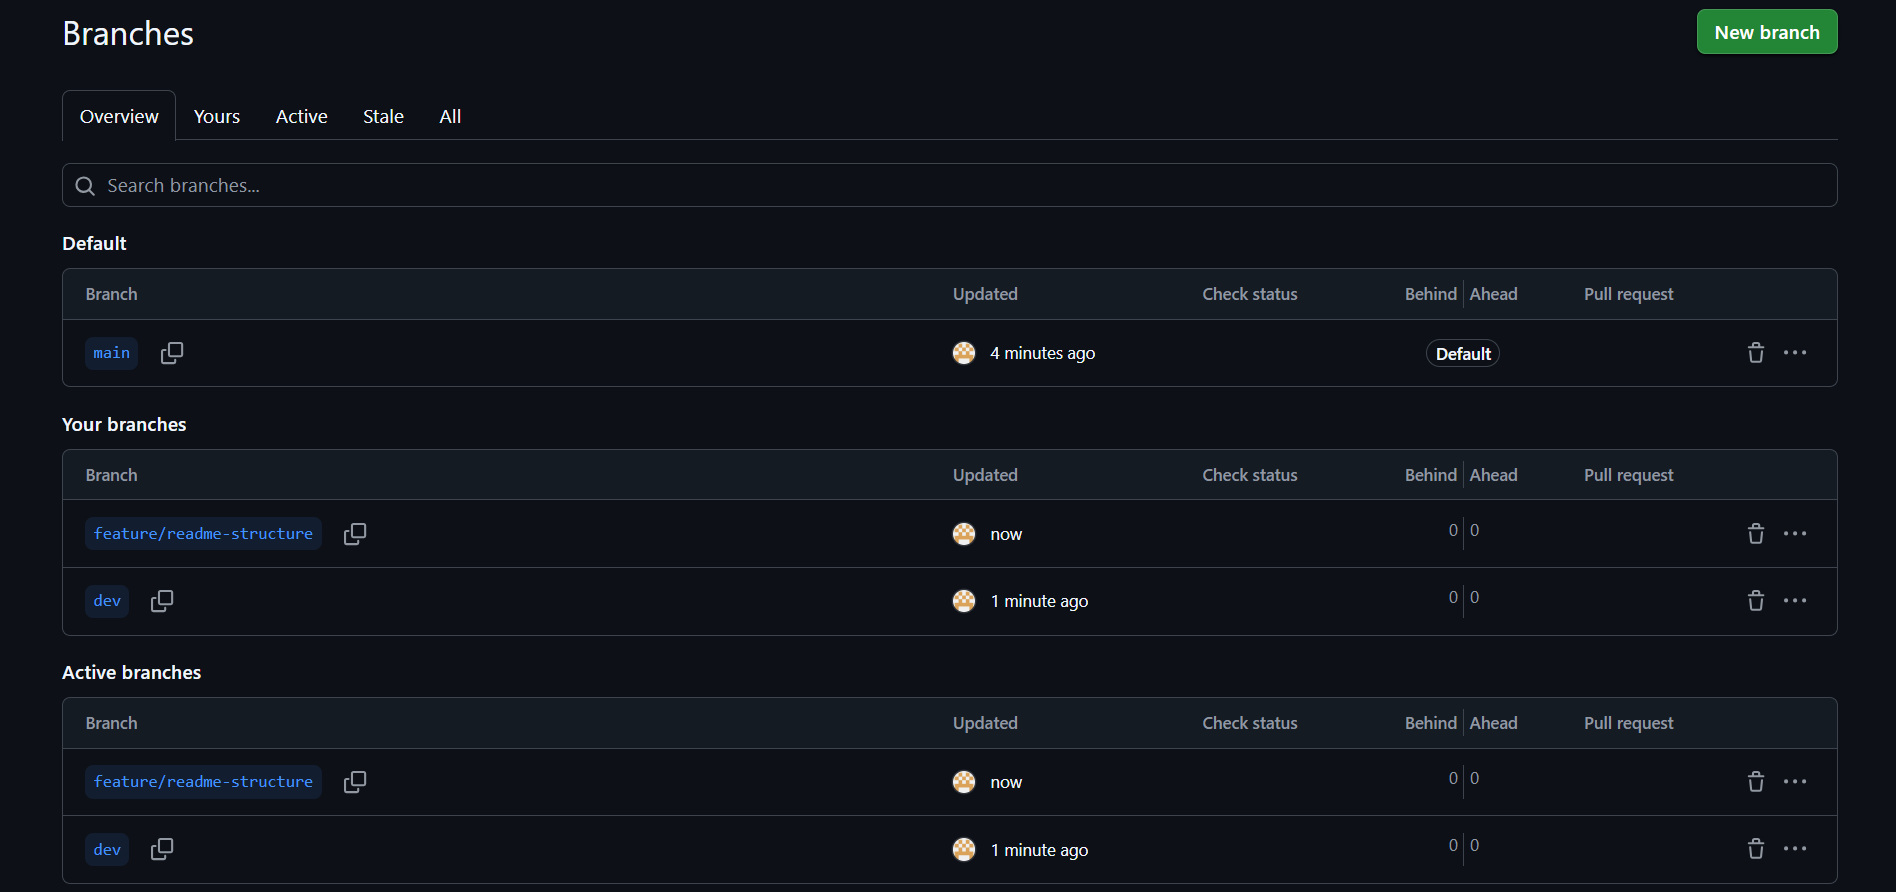 Branches
New branch
Overview Yours Active Stale All
Search branches...
Default
Branch Updated Check status Behind Ahead Pull request
main 4 minutes ago Default
Your branches
Branch Updated Check status Behind Ahead Pull request
feature/readme-structure now 0 0
dev 1 minute ago 0 0
Active branches
Branch Updated Check status Behind Ahead Pull request
feature/readme-structure now 0 0
dev 1 minute ago 0 0